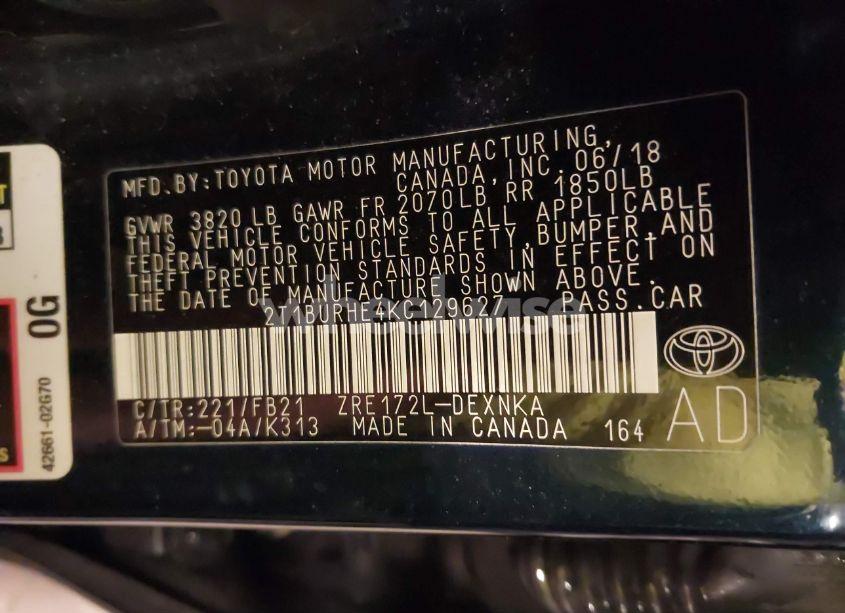 MFD.BY:TOYOTA MOTOR MANUFACTURING,
CANADA,INC. 06/18
GVWR 3820 LB GAWR FR 2070LB RR 1850LB
THIS VEHICLE CONFORMS TO ALL APPLICABLE
FEDERAL MOTOR VEHICLE SAFETY,BUMPER,AND
THEFT PREVENTION STANDARDS IN EFFECT ON
THE DATE OF MANUFACTURE SHOWN ABOVE.
PASS.CAR
wheelwise
C/TR:221/FB21 ZRE172L-DEXNKA
A/TM:-04A/K313 MADE IN CANADA 164
AD
0G
42661-02G70